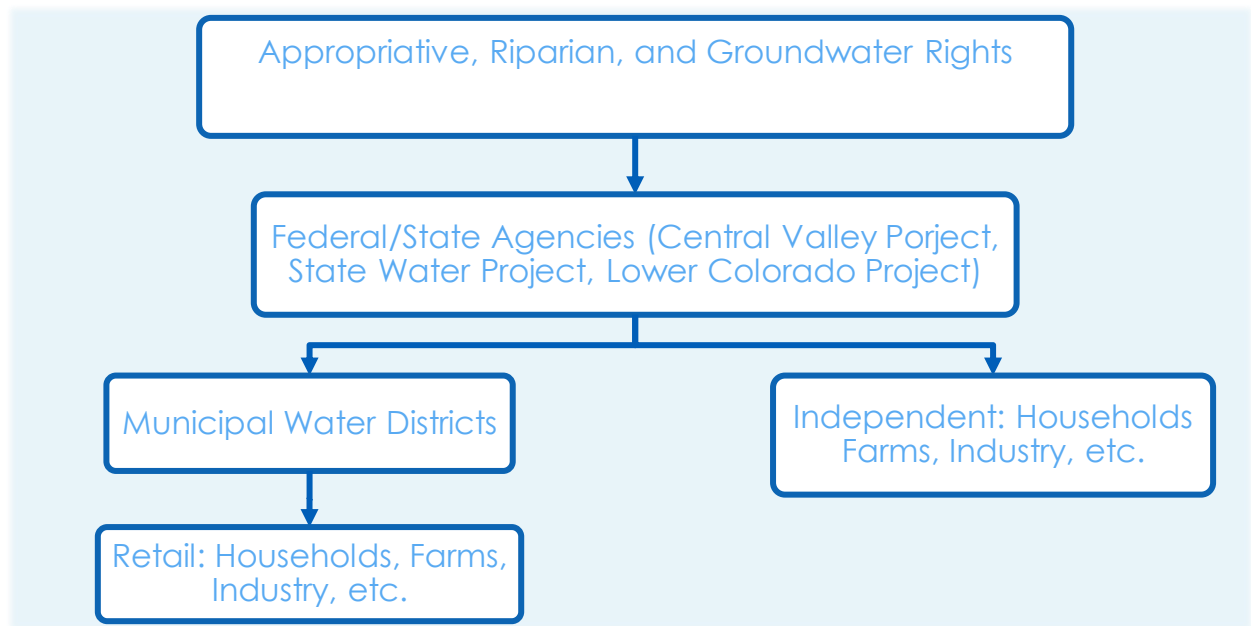 Appropriative, Riparian, and Groundwater Rights
Federal/State Agencies (Central Valley Porject,
State Water Project, Lower Colorado Project)
Municipal Water Districts
Independent: Households
Farms, Industry, etc.
Retail: Households, Farms,
Industry, etc.